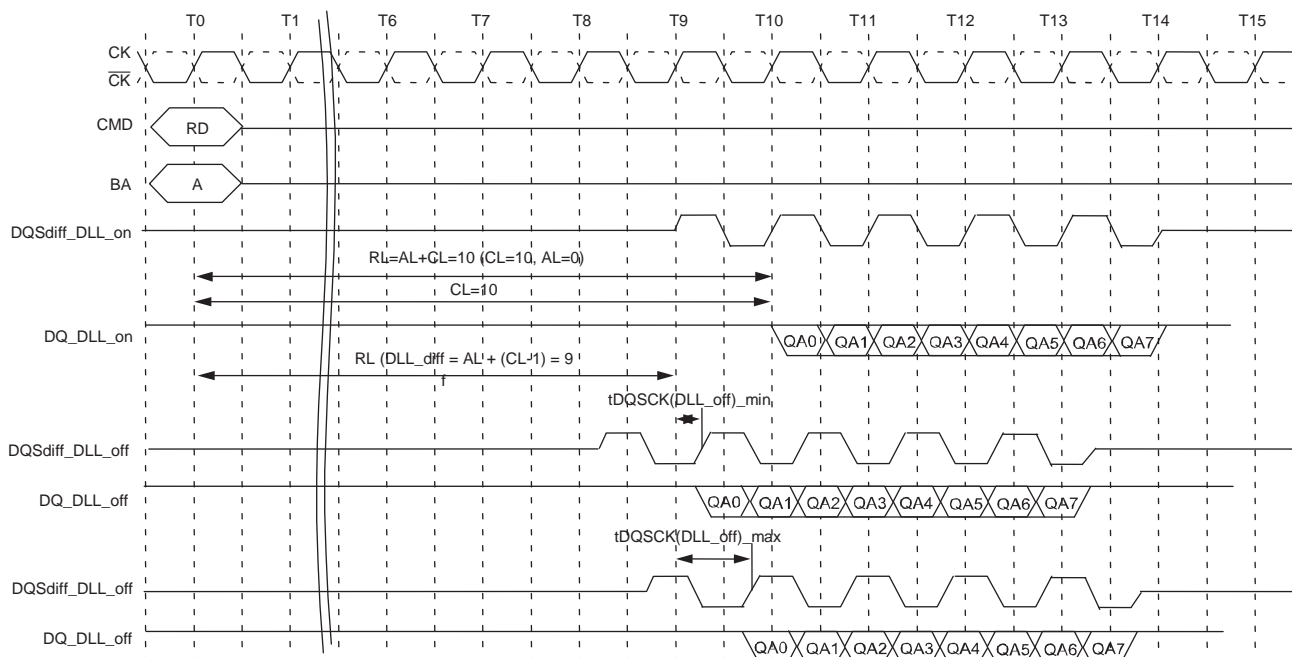 T0 T1 T6 T7 T8 T9 T10 T11 T12 T13 T14 T15
CK
CK
CMD RD
BA A
DQSdiff_DLL_on
RL=AL+CL=10 (CL=10, AL=0)
CL=10
DQ_DLL_on QA0 QA1 QA2 QA3 QA4 QA5 QA6 QA7
RL (DLL_diff = AL + (CL-1) = 9
f
tDQSCK(DLL_off)_min
DQSdiff_DLL_off
DQ_DLL_off QA0 QA1 QA2 QA3 QA4 QA5 QA6 QA7
tDQSCK(DLL_off)_max
DQSdiff_DLL_off
DQ_DLL_off QA0 QA1 QA2 QA3 QA4 QA5 QA6 QA7